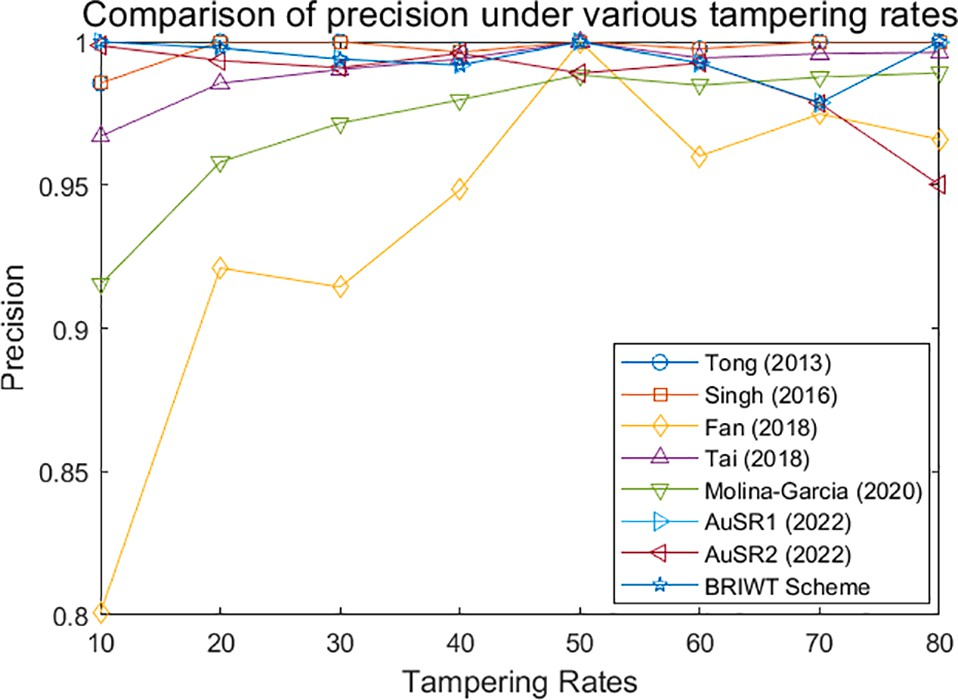 Comparison of precision under various tampering rates
1
0.95
0.9
0.85
0.8
Precision
10 20 30 40 50 60 70 80
Tampering Rates
Tong (2013)
Singh (2016)
Fan (2018)
Tai (2018)
Molina-Garcia (2020)
AuSR1 (2022)
AuSR2 (2022)
BRIWT Scheme